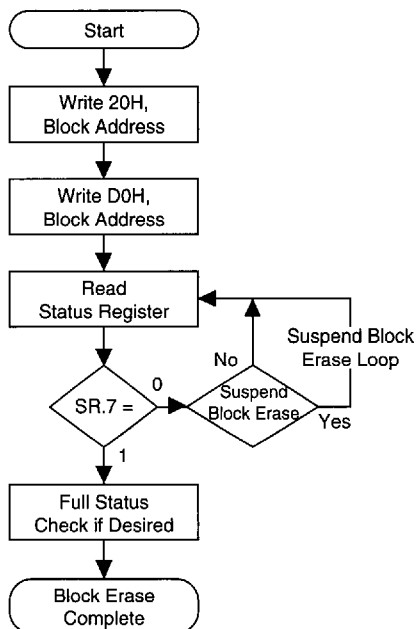 Start
Write 20H,
Block Address
Write D0H,
Block Address
Read
Status Register
Suspend Block
Erase Loop
No
0
Suspend
Block Erase
SR.7 =
Yes
1
Full Status
Check if Desired
Block Erase
Complete